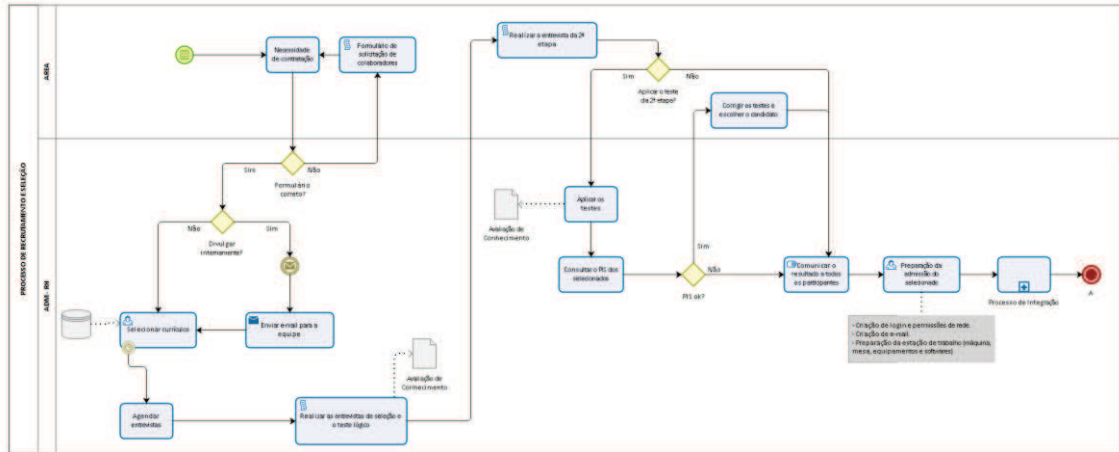 PROCESSO DE RECRUTAMENTO E SELEÇÃO
AREA
Necessidade
de contratação
Formulário de
solicitação de
colaboradores
Realizar a entrevista da 2ª
etapa
Sim
Não
Aplicar o teste
da 2ª etapa?
Corrigir os testes e
escolher o candidato
ADM - RH
Sim
Não
Formulário
correto?
Não
Sim
Divulgar
internamente?
Selecionar currículos
Enviar e-mail para a
equipe
Agendar
entrevistas
Realizar as entrevistas de seleção e
o teste lógico
Avaliação de
Conhecimento
Avaliação de
Conhecimento
Aplicar os
testes
Consultar o PIS dos
selecionados
Sim
Não
PIS ok?
Comunicar o
resultado a todos
os participantes
Preparação da
admissão do
selecionado
Processo de Integração
A
- Criação de login e permissões de rede.
- Criação de e-mail.
- Preparação da estação de trabalho (máquina,
mesa, equipamentos e softwares)